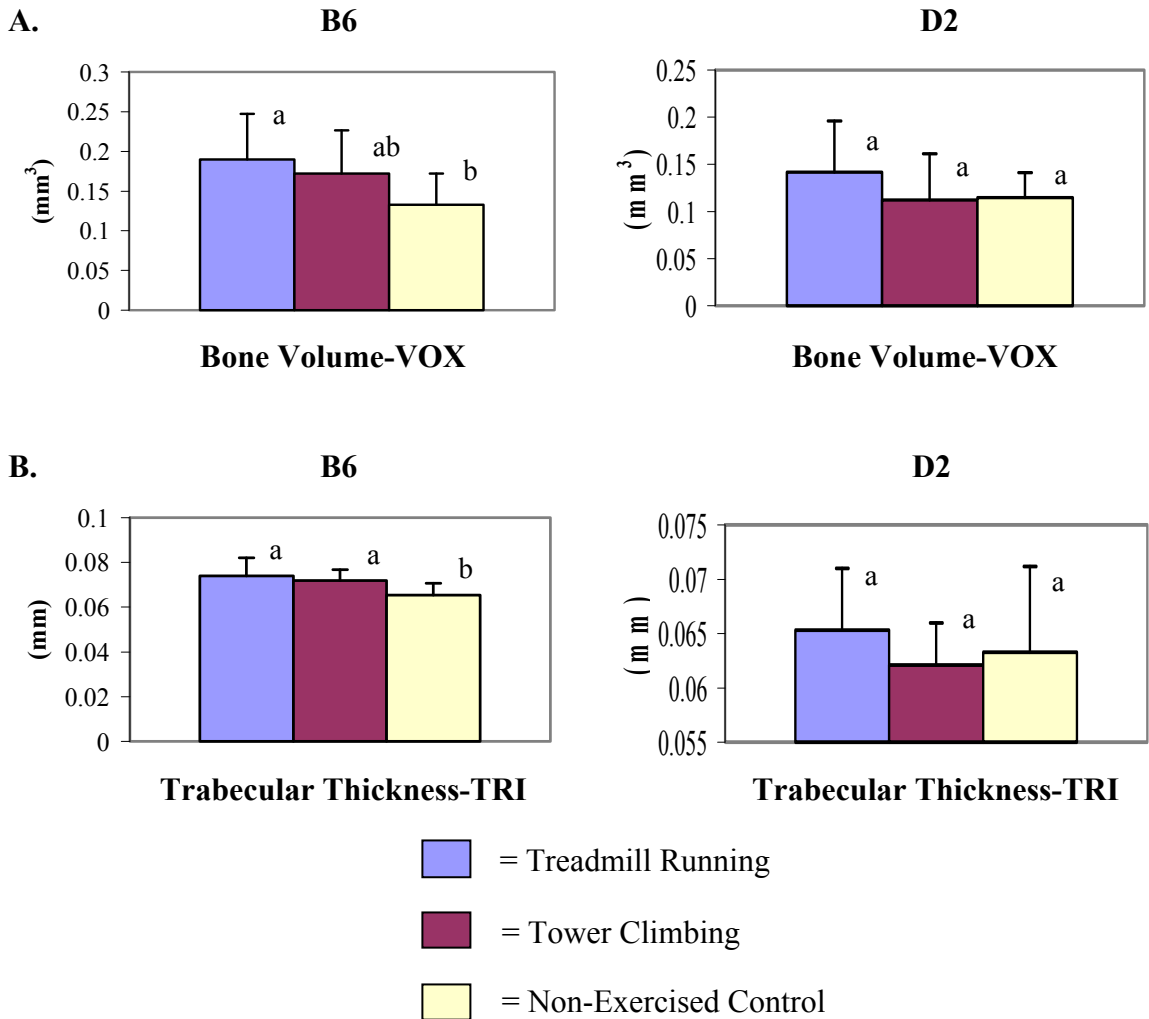 A.
B6
D2
0.3
0.25
0.2
0.15
0.1
0.05
0
(mm³)
a
ab
b
Bone Volume-VOX
0.25
0.2
0.15
0.1
0.05
0
(mm³)
a
a
a
Bone Volume-VOX
B.
B6
D2
0.1
0.08
0.06
0.04
0.02
0
(mm)
a
a
b
Trabecular Thickness-TRI
0.075
0.07
0.065
0.06
0.055
(mm)
a
a
a
Trabecular Thickness-TRI
= Treadmill Running
= Tower Climbing
= Non-Exercised Control